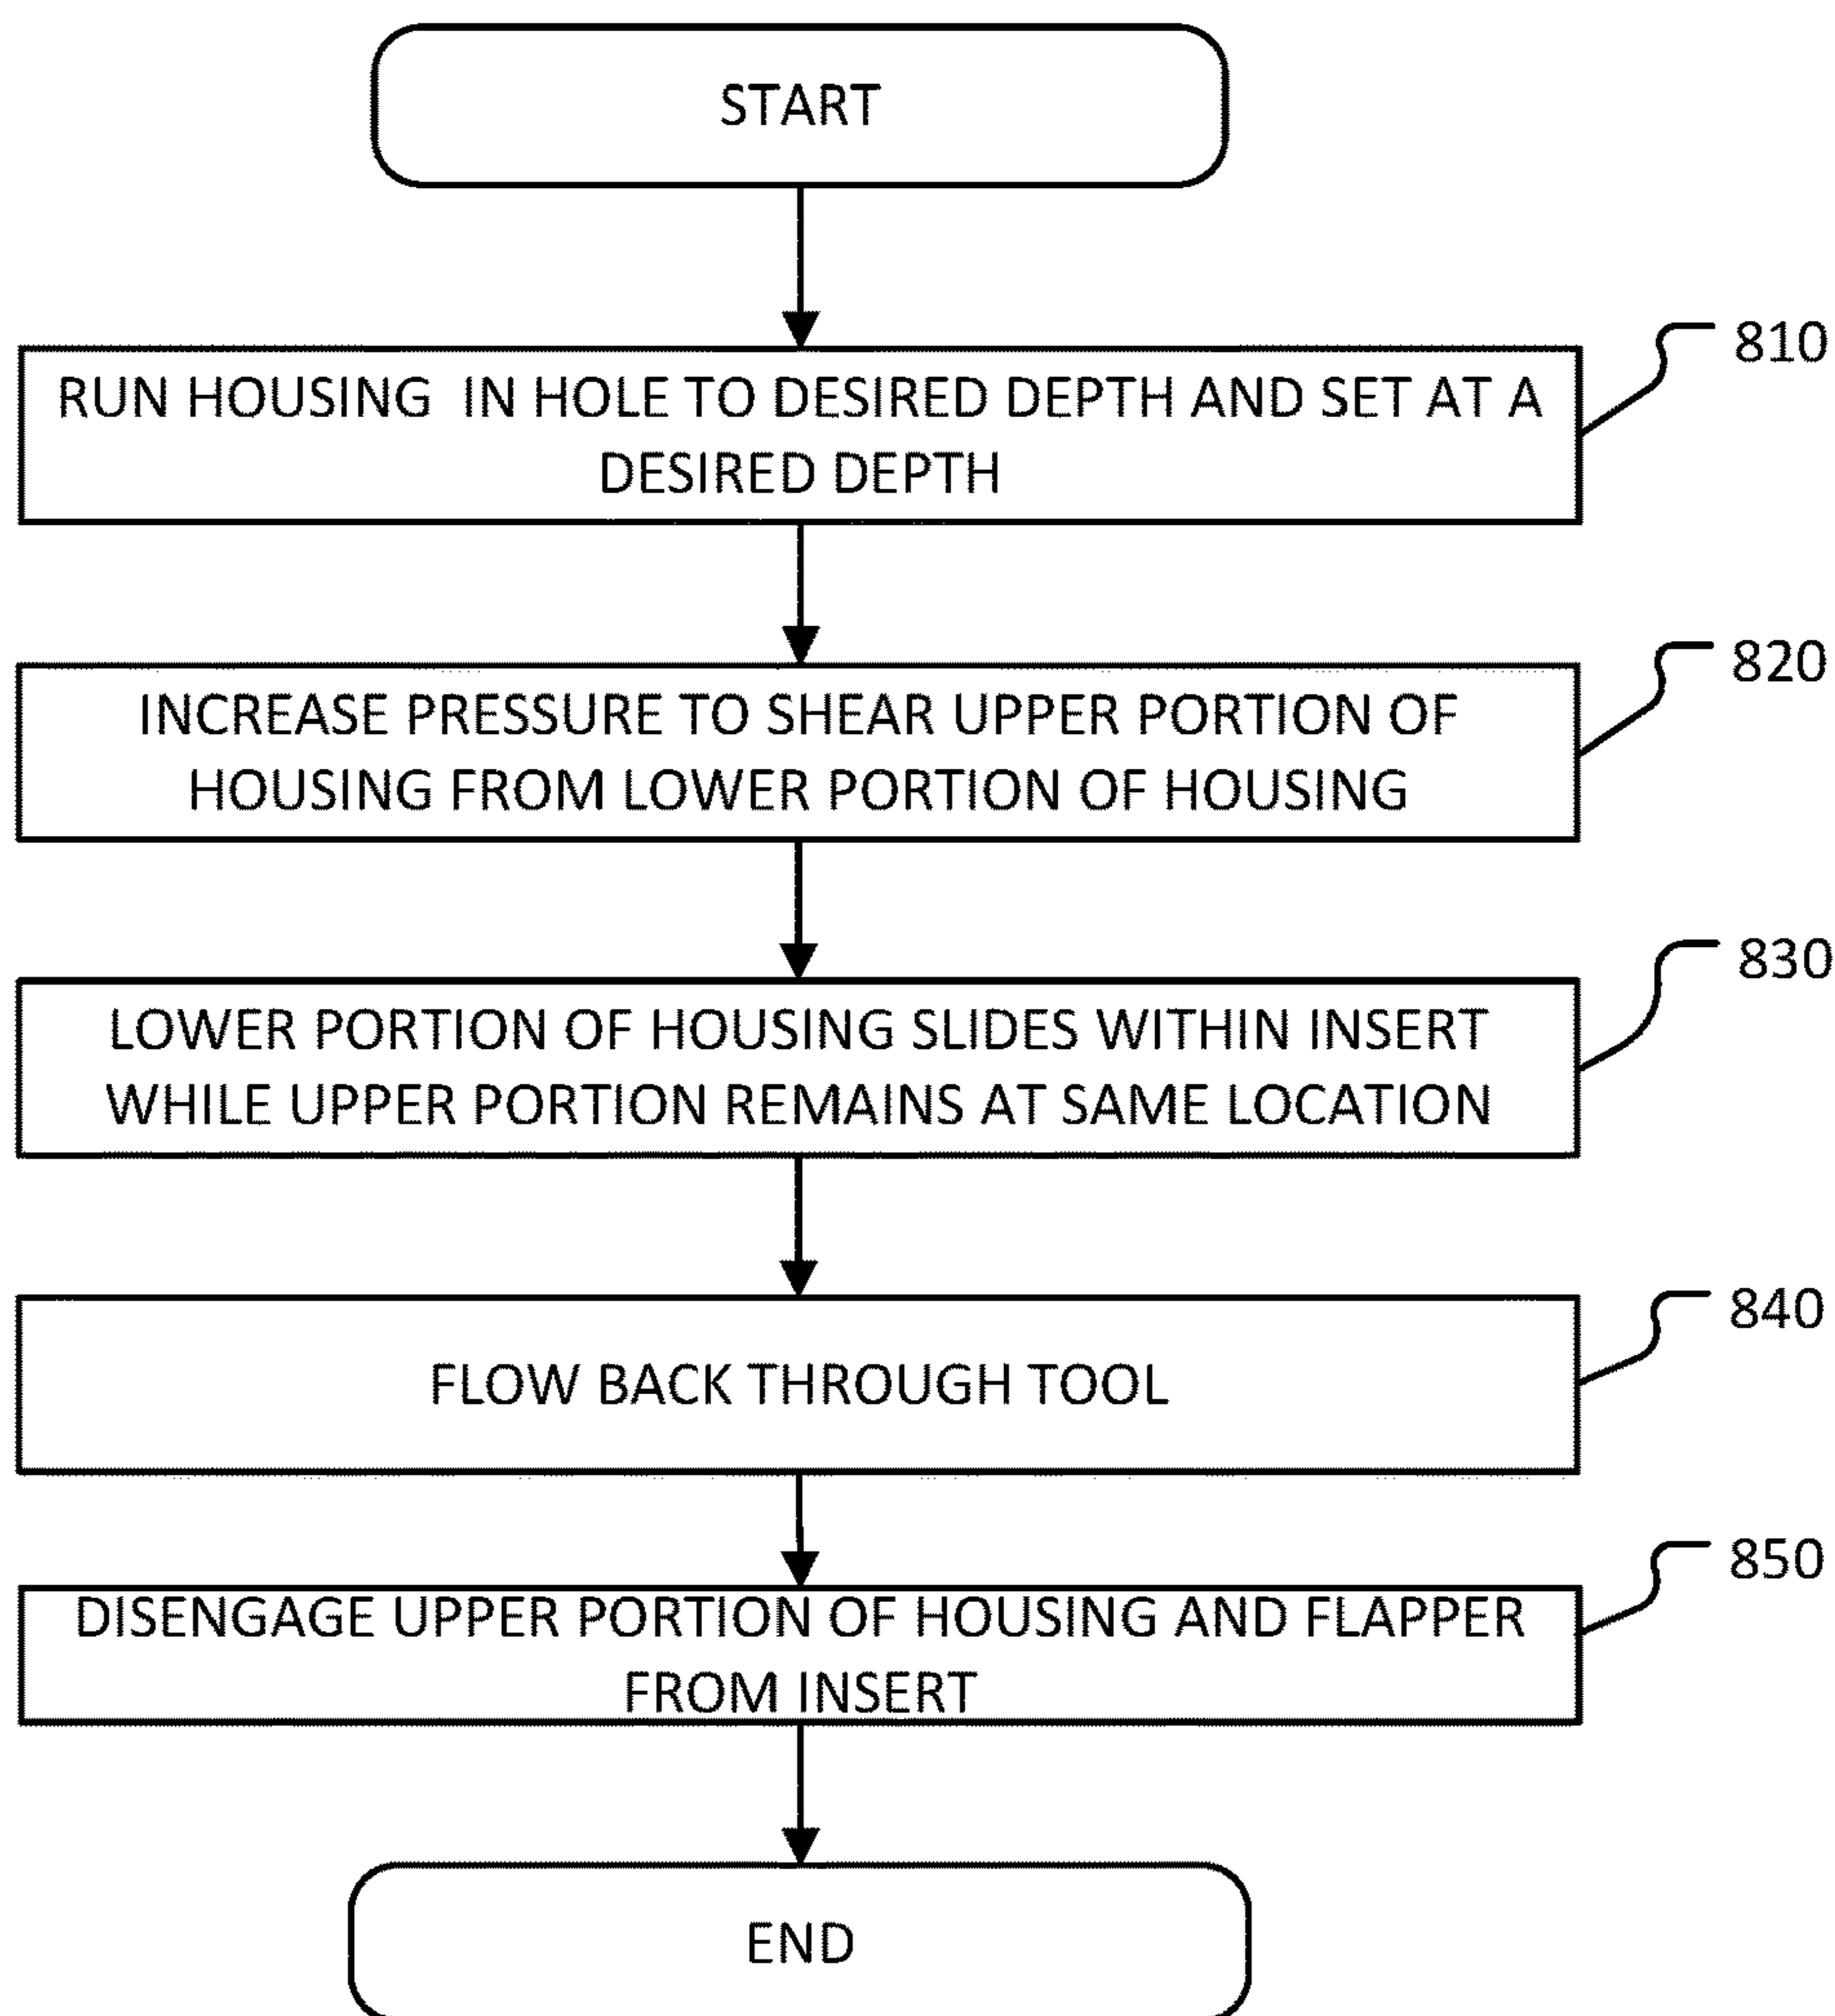 START
810
RUN HOUSING IN HOLE TO DESIRED DEPTH AND SET AT A
DESIRED DEPTH
820
INCREASE PRESSURE TO SHEAR UPPER PORTION OF
HOUSING FROM LOWER PORTION OF HOUSING
830
LOWER PORTION OF HOUSING SLIDES WITHIN INSERT
WHILE UPPER PORTION REMAINS AT SAME LOCATION
840
FLOW BACK THROUGH TOOL
850
DISENGAGE UPPER PORTION OF HOUSING AND FLAPPER
FROM INSERT
END